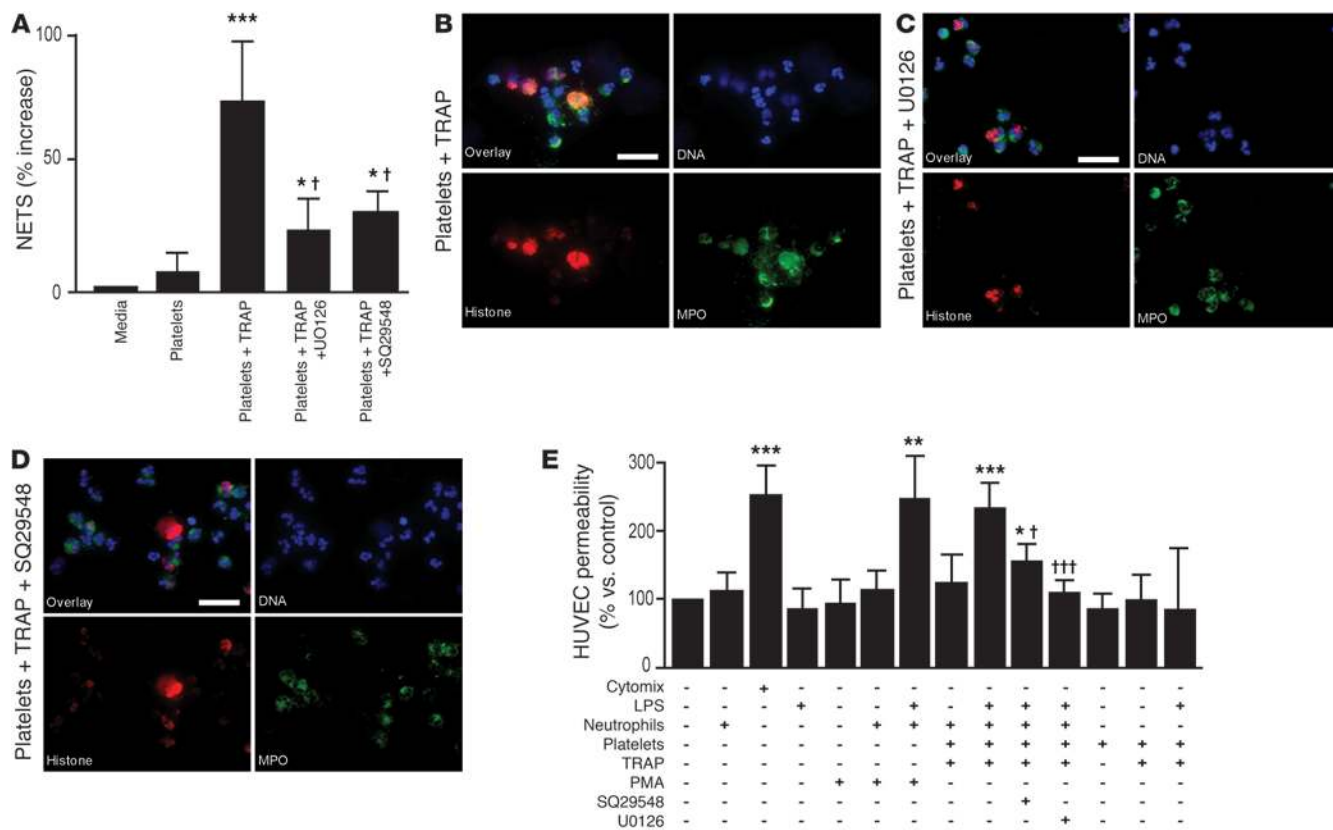 A
NETS (% increase)
100
50
0
***
* †
* †
Media
Platelets
Platelets + TRAP
Platelets + TRAP
+UO126
Platelets + TRAP
+SQ29548
B
Platelets + TRAP
Overlay
DNA
Histone
MPO
C
Platelets + TRAP + U0126
Overlay
DNA
Histone
MPO
D
Platelets + TRAP + SQ29548
Overlay
DNA
Histone
MPO
E
HUVEC permeability
(% vs. control)
300
200
100
0
***
**
***
* †
†††
Cytomix - - + - - - - - - - - - - -
LPS - - - + - - + - + + + - - +
Neutrophils - + - - - + + + + + + - - -
Platelets - - - - - - - + + + + + + +
TRAP - - - - - - - + + + + - + +
PMA - - - - + + + - - - - - - -
SQ29548 - - - - - - - - - + - - - -
U0126 - - - - - - - - - - + - - -